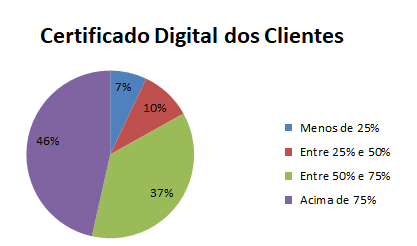 Certificado Digital dos Clientes
7%
10%
37%
46%
Menos de 25%
Entre 25% e 50%
Entre 50% e 75%
Acima de 75%